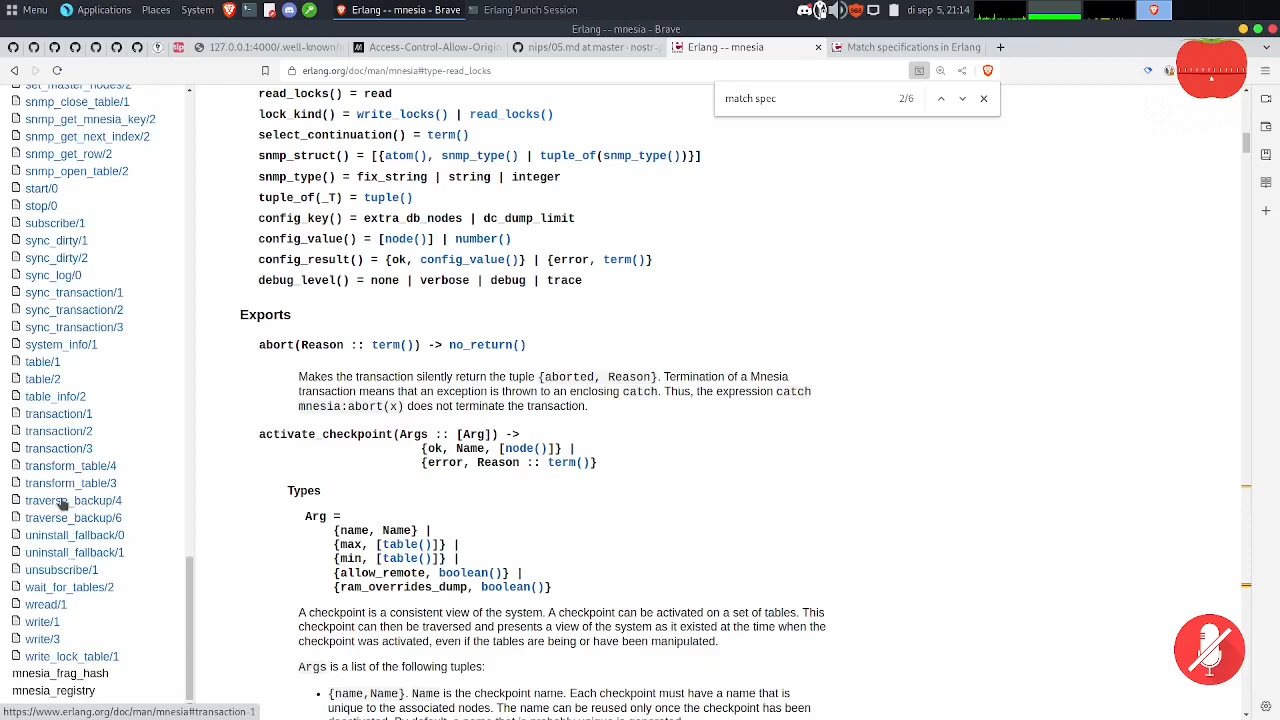 Menu Applications Places System Erlang -- mnesia - Brave Erlang Punch Session 368 di sep 5, 21:14
Erlang -- mnesia - Brave
tip 127.0.0.1:4000/.well-known/n Access-Control-Allow-Origin nips/05.md at master · nostr- Erlang -- mnesia Match specifications in Erlang
erlang.org/doc/man/mnesia#type-read_locks
match spec 2/6
set_master_nodes/2
snmp_close_table/1
snmp_get_mnesia_key/2
snmp_get_next_index/2
snmp_get_row/2
snmp_open_table/2
start/0
stop/0
subscribe/1
sync_dirty/1
sync_dirty/2
sync_log/0
sync_transaction/1
sync_transaction/2
sync_transaction/3
system_info/1
table/1
table/2
table_info/2
transaction/1
transaction/2
transaction/3
transform_table/4
transform_table/3
traverse_backup/4
traverse_backup/6
uninstall_fallback/0
uninstall_fallback/1
unsubscribe/1
wait_for_tables/2
wread/1
write/1
write/3
write_lock_table/1
mnesia_frag_hash
mnesia_registry
read_locks() = read
lock_kind() = write_locks() | read_locks()
select_continuation() = term()
snmp_struct() = [{atom(), snmp_type() | tuple_of(snmp_type())}]
snmp_type() = fix_string | string | integer
tuple_of(_T) = tuple()
config_key() = extra_db_nodes | dc_dump_limit
config_value() = [node()] | number()
config_result() = {ok, config_value()} | {error, term()}
debug_level() = none | verbose | debug | trace
Exports
abort(Reason :: term()) -> no_return()
Makes the transaction silently return the tuple {aborted, Reason}. Termination of a Mnesia
transaction means that an exception is thrown to an enclosing catch. Thus, the expression catch
mnesia:abort(x) does not terminate the transaction.
activate_checkpoint(Args :: [Arg]) ->
{ok, Name, [node()]} |
{error, Reason :: term()}
Types
Arg =
{name, Name} |
{max, [table()]} |
{min, [table()]} |
{allow_remote, boolean()} |
{ram_overrides_dump, boolean()}
A checkpoint is a consistent view of the system. A checkpoint can be activated on a set of tables. This
checkpoint can then be traversed and presents a view of the system as it existed at the time when the
checkpoint was activated, even if the tables are being or have been manipulated.
Args is a list of the following tuples:
• {name,Name}. Name is the checkpoint name. Each checkpoint must have a name that is
unique to the associated nodes. The name can be reused only once the checkpoint has been
https://www.erlang.org/doc/man/mnesia#transaction-1